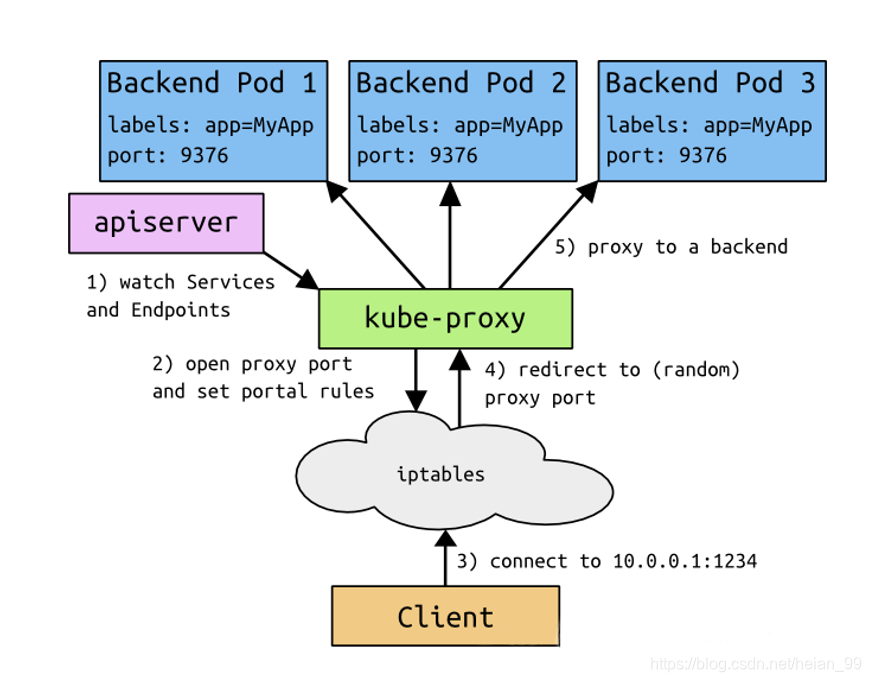 Backend Pod 1
labels: app=MyApp
port: 9376
Backend Pod 2
labels: app=MyApp
port: 9376
Backend Pod 3
labels: app=MyApp
port: 9376
apiserver
1) watch Services
and Endpoints
5) proxy to a backend
kube-proxy
2) open proxy port
and set portal rules
4) redirect to (random)
proxy port
iptables
3) connect to 10.0.0.1:1234
Client
https://blog.csdn.net/heian_99